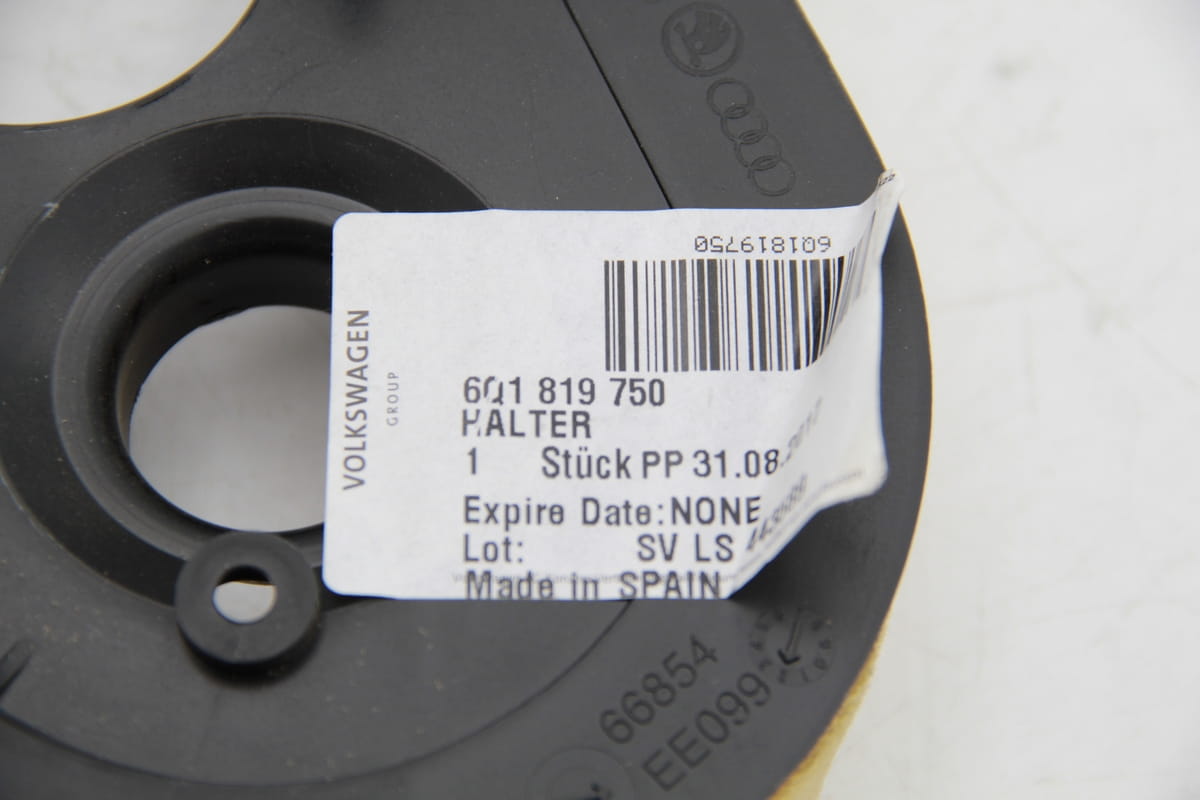 6Q1819750
VOLKSWAGEN
GROUP
6Q1 819 750
HALTER
1 Stück PP 31.08.2017
Expire Date:NONE
Lot: SV LS
Made in SPAIN
66854
EE099